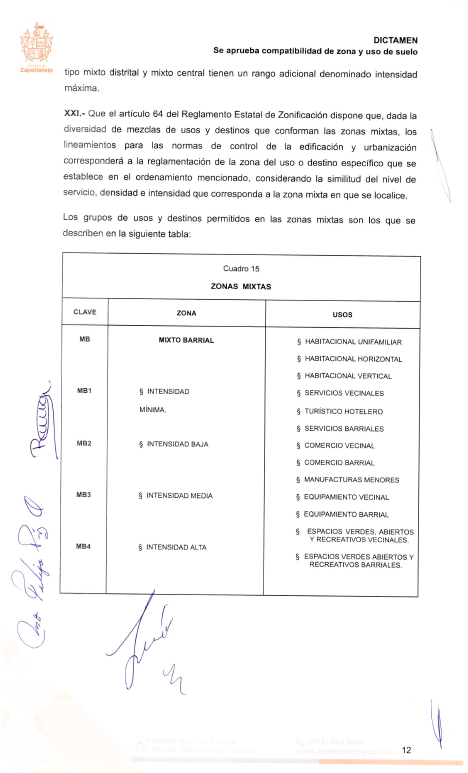 DICTAMEN
Se aprueba compatibilidad de zona y uso de suelo
Zapotlanejo
tipo mixto distrital y mixto central tienen un rango adicional denominado intensidad
máxima.
XXI.- Que el artículo 64 del Reglamento Estatal de Zonificación dispone que, dada la
diversidad de mezclas de usos y destinos que conforman las zonas mixtas, los
lineamientos para las normas de control de la edificación y urbanización
corresponderá a la reglamentación de la zona del uso o destino específico que se
establece en el ordenamiento mencionado, considerando la similitud del nivel de
servicio, densidad e intensidad que corresponda a la zona mixta en que se localice.
Los grupos de usos y destinos permitidos en las zonas mixtas son los que se
describen en la siguiente tabla:
Cuadro 15
ZONAS MIXTAS
CLAVE ZONA USOS
MB MIXTO BARRIAL § HABITACIONAL UNIFAMILIAR
§ HABITACIONAL HORIZONTAL
§ HABITACIONAL VERTICAL
MB1 § INTENSIDAD § SERVICIOS VECINALES
MÍNIMA. § TURÍSTICO HOTELERO
§ SERVICIOS BARRIALES
MB2 § INTENSIDAD BAJA § COMERCIO VECINAL
§ COMERCIO BARRIAL
§ MANUFACTURAS MENORES
MB3 § INTENSIDAD MEDIA § EQUIPAMIENTO VECINAL
§ EQUIPAMIENTO BARRIAL
§ ESPACIOS VERDES, ABIERTOS
Y RECREATIVOS VECINALES.
MB4 § INTENSIDAD ALTA
§ ESPACIOS VERDES ABIERTOS Y
RECREATIVOS BARRIALES.
12